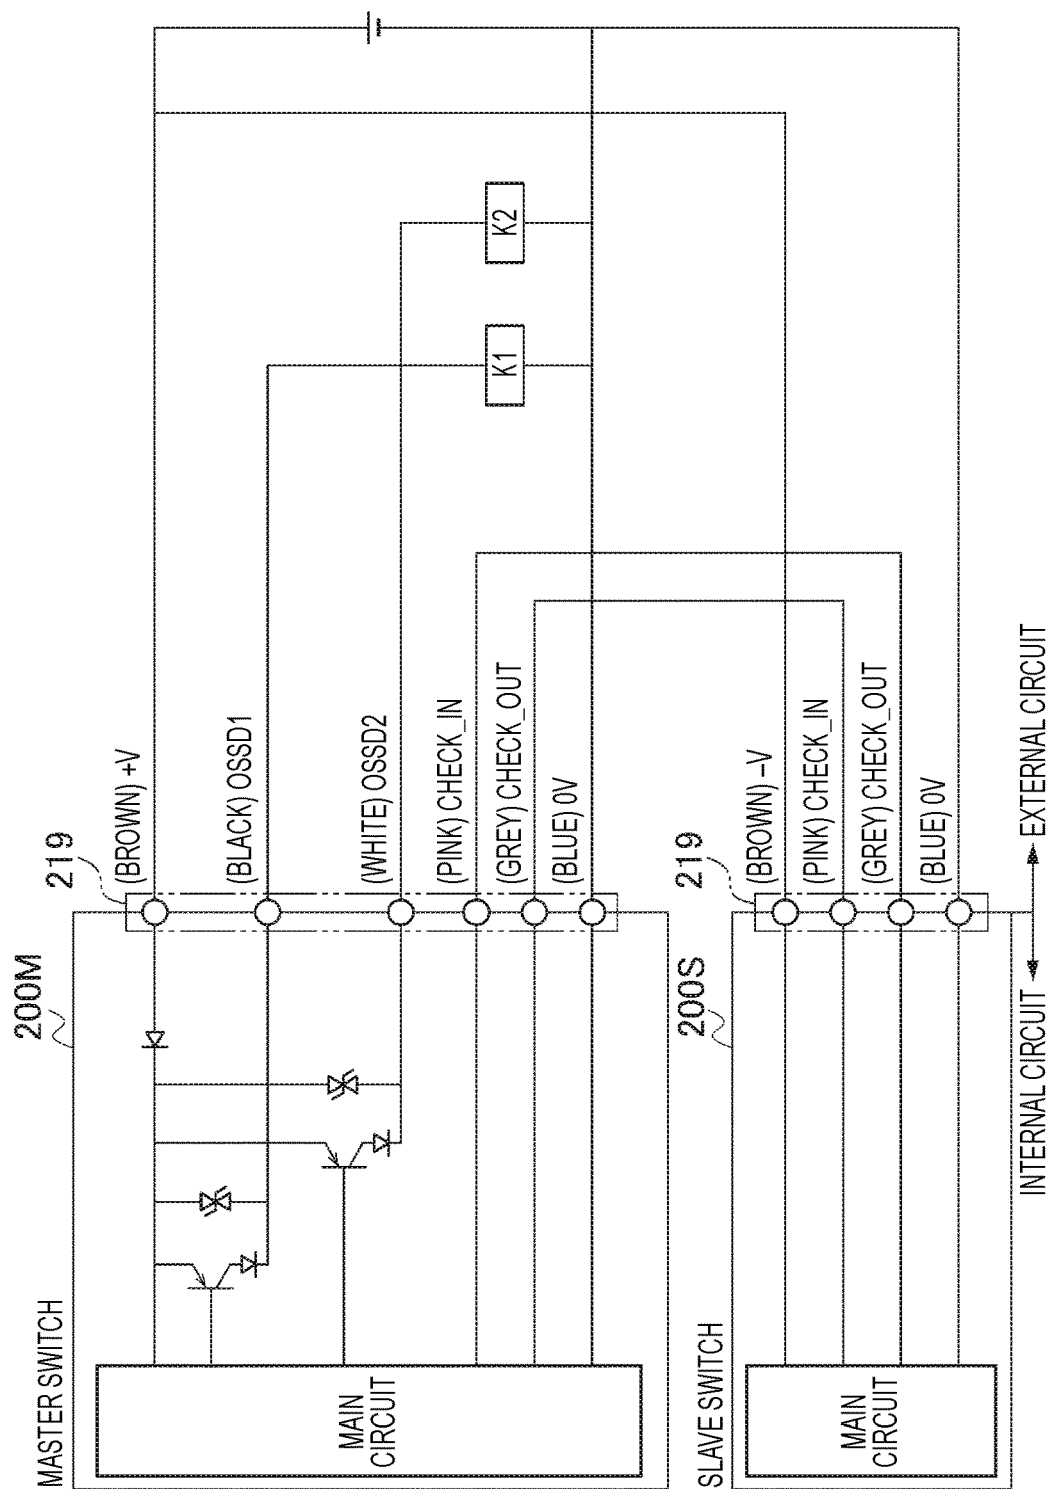 MASTER SWITCH
200M
219
MAIN
CIRCUIT
(BROWN) +V
(BLACK) OSSD1
(WHITE) OSSD2
(PINK) CHECK_IN
(GREY) CHECK_OUT
(BLUE) 0V
K1
K2
SLAVE SWITCH
200S
219
MAIN
CIRCUIT
(BROWN) –V
(PINK) CHECK_IN
(GREY) CHECK_OUT
(BLUE) 0V
INTERNAL CIRCUIT
EXTERNAL CIRCUIT